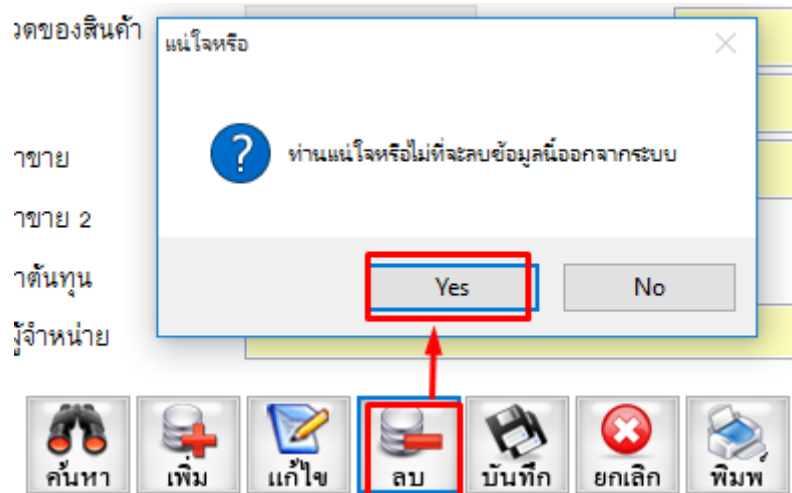 วดของสินค้า
แน่ใจหรือ
ท่านแน่ใจหรือไม่ที่จะลบข้อมูลนี้ออกจากระบบ
าขาย
าขาย 2
าต้นทุน
Yes
No
ผู้จำหน่าย
ค้นหา
เพิ่ม
แก้ไข
ลบ
บันทึก
ยกเลิก
พิมพ์